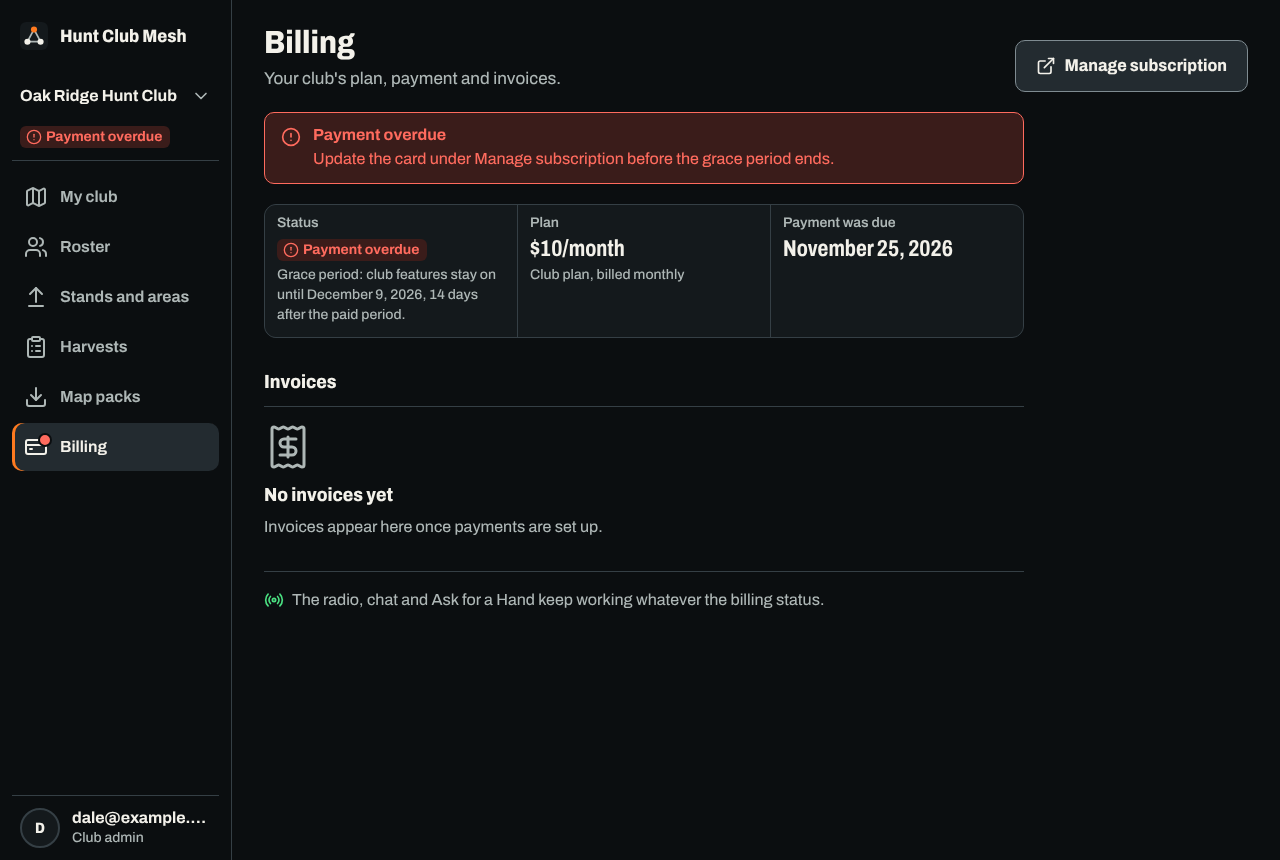 Hunt Club Mesh
Oak Ridge Hunt Club
Payment overdue
My club
Roster
Stands and areas
Harvests
Map packs
Billing
D
dale@example....
Club admin
Billing
Your club's plan, payment and invoices.
Manage subscription
Payment overdue
Update the card under Manage subscription before the grace period ends.
Status
Payment overdue
Grace period: club features stay on
until December 9, 2026, 14 days
after the paid period.
Plan
$10/month
Club plan, billed monthly
Payment was due
November 25, 2026
Invoices
No invoices yet
Invoices appear here once payments are set up.
The radio, chat and Ask for a Hand keep working whatever the billing status.